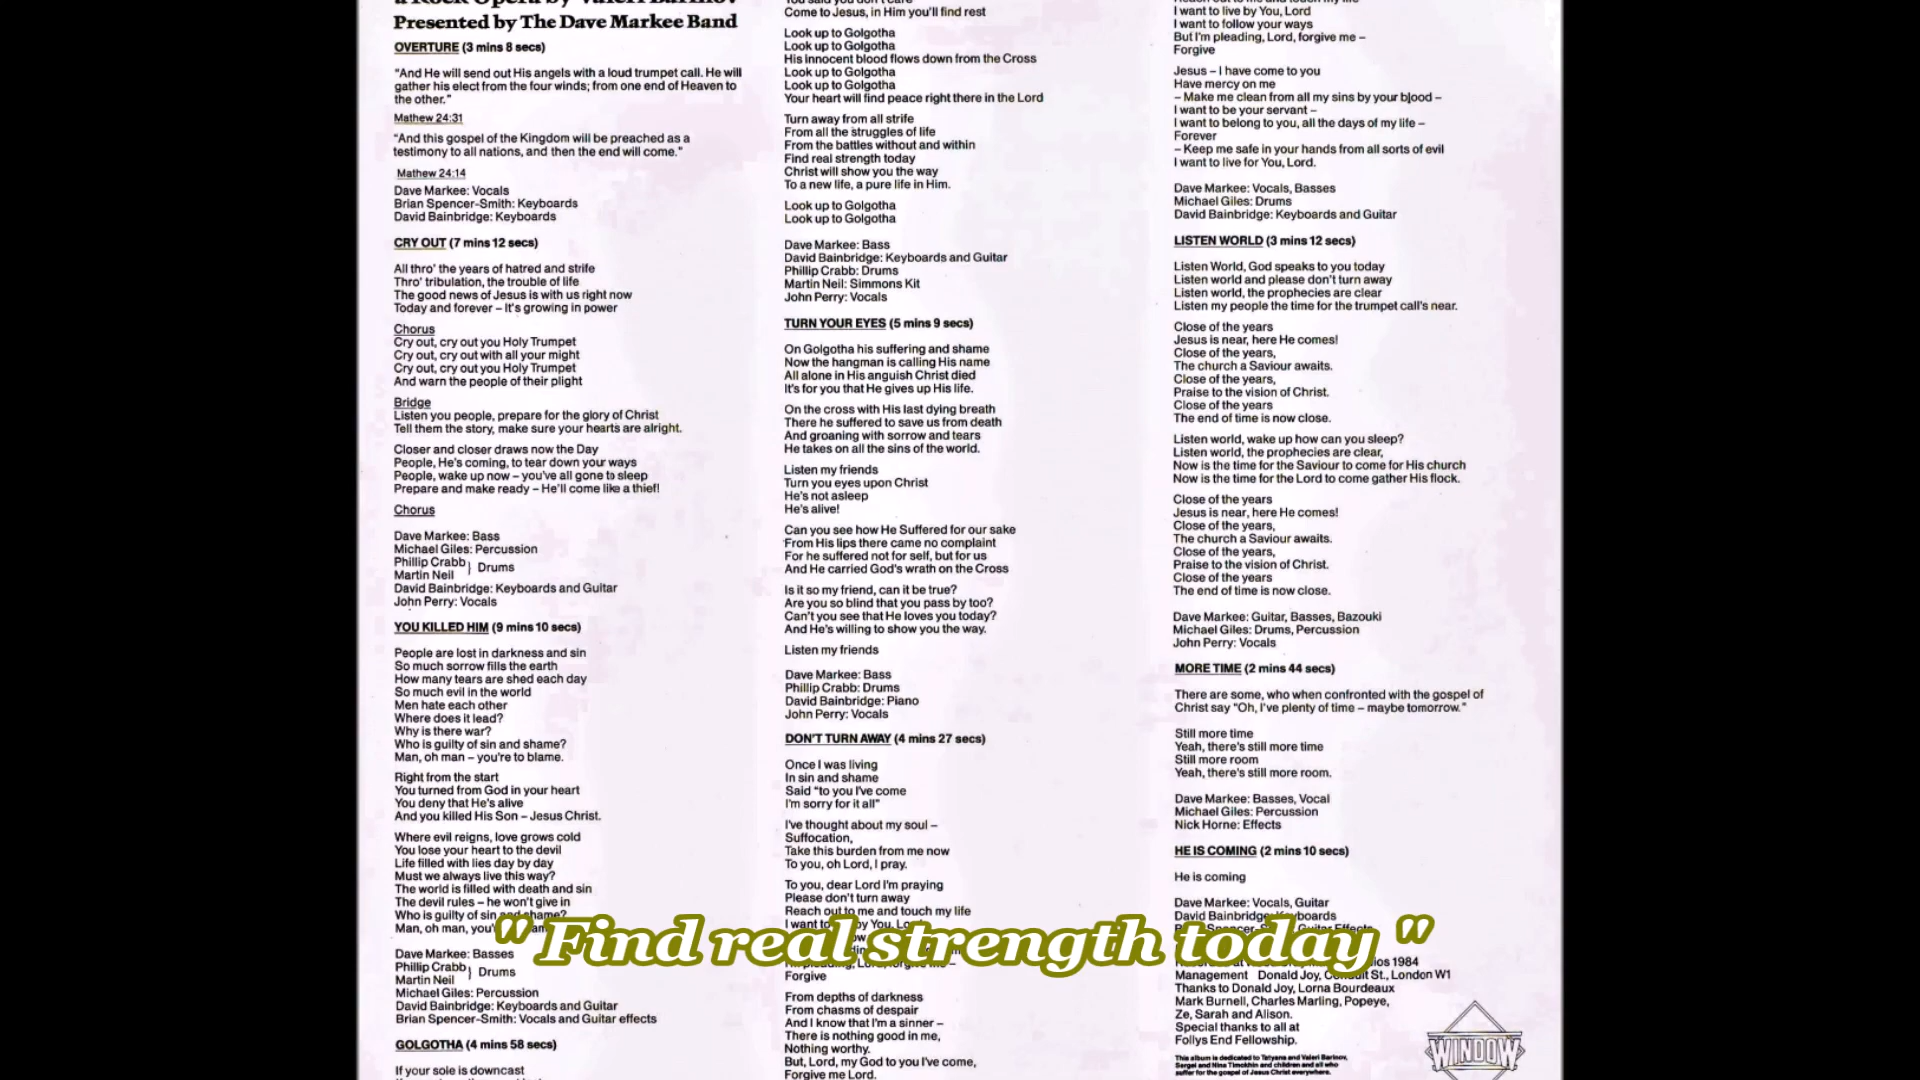 a Rock Opera by Valeri Barinov
Presented by The Dave Markee Band
OVERTURE (3 mins 8 secs)
"And He will send out His angels with a loud trumpet call. He will
gather his elect from the four winds; from one end of Heaven to
the other."
Mathew 24:31
"And this gospel of the Kingdom will be preached as a
testimony to all nations, and then the end will come."
Mathew 24:14
Dave Markee: Vocals
Brian Spencer-Smith: Keyboards
David Bainbridge: Keyboards
CRY OUT (7 mins 12 secs)
All thro' the years of hatred and strife
Thro' tribulation, the trouble of life
The good news of Jesus is with us right now
Today and forever – it's growing in power
Chorus
Cry out, cry out you Holy Trumpet
Cry out, cry out with all your might
Cry out, cry out you Holy Trumpet
And warn the people of their plight
Bridge
Listen you people, prepare for the glory of Christ
Tell them the story, make sure your hearts are alright.
Closer and closer draws now the Day
People, He's coming, to tear down your ways
People, wake up now – you've all gone to sleep
Prepare and make ready – He'll come like a thief!
Chorus
Dave Markee: Bass
Michael Giles: Percussion
Phillip Crabb
Martin Neil } Drums
David Bainbridge: Keyboards and Guitar
John Perry: Vocals
YOU KILLED HIM (9 mins 10 secs)
People are lost in darkness and sin
So much sorrow fills the earth
How many tears are shed each day
So much evil in the world
Men hate each other
Where does it lead?
Why is there war?
Who is guilty of sin and shame?
Man, oh man – you're to blame.
Right from the start
You turned from God in your heart
You deny that He's alive
And you killed His Son – Jesus Christ.
Where evil reigns, love grows cold
You lose your heart to the devil
Life filled with lies day by day
Must we always live this way?
The world is filled with death and sin
The devil rules – he won't give in
Who is guilty of sin and shame?
Man, oh man, you'
Dave Markee: Basses
Phillip Crabb
Martin Neil } Drums
Michael Giles: Percussion
David Bainbridge: Keyboards and Guitar
Brian Spencer-Smith: Vocals and Guitar effects
GOLGOTHA (4 mins 58 secs)
If your sole is downcast
You said you don't care
Come to Jesus, in Him you'll find rest
Look up to Golgotha
Look up to Golgotha
His innocent blood flows down from the Cross
Look up to Golgotha
Look up to Golgotha
Your heart will find peace right there in the Lord
Turn away from all strife
From all the struggles of life
From the battles without and within
Find real strength today
Christ will show you the way
To a new life, a pure life in Him.
Look up to Golgotha
Look up to Golgotha
Dave Markee: Bass
David Bainbridge: Keyboards and Guitar
Phillip Crabb: Drums
Martin Neil: Simmons Kit
John Perry: Vocals
TURN YOUR EYES (5 mins 9 secs)
On Golgotha his suffering and shame
Now the hangman is calling His name
All alone in His anguish Christ died
It's for you that He gives up His life.
On the cross with His last dying breath
There he suffered to save us from death
And groaning with sorrow and tears
He takes on all the sins of the world.
Listen my friends
Turn you eyes upon Christ
He's not asleep
He's alive!
Can you see how He Suffered for our sake
From His lips there came no complaint
For he suffered not for self, but for us
And He carried God's wrath on the Cross
Is it so my friend, can it be true?
Are you so blind that you pass by too?
Can't you see that He loves you today?
And He's willing to show you the way.
Listen my friends
Dave Markee: Bass
Phillip Crabb: Drums
David Bainbridge: Piano
John Perry: Vocals
DON'T TURN AWAY (4 mins 27 secs)
Once I was living
In sin and shame
Said "to you I've come
I'm sorry for it all"
I've thought about my soul –
Suffocation,
Take this burden from me now
To you, oh Lord, I pray.
To you, dear Lord I'm praying
Please don't turn away
Reach out to me and touch my life
I want to by You, Lord
Forgive
From depths of darkness
From chasms of despair
And I know that I'm a sinner –
There is nothing good in me,
Nothing worthy.
But, Lord, my God to you I've come,
Forgive me Lord.
Reach out to me and touch my life
I want to live by You, Lord
I want to follow your ways
But I'm pleading, Lord, forgive me –
Forgive
Jesus – I have come to you
Have mercy on me
– Make me clean from all my sins by your blood –
I want to be your servant –
I want to belong to you, all the days of my life –
Forever
– Keep me safe in your hands from all sorts of evil
I want to live for You, Lord.
Dave Markee: Vocals, Basses
Michael Giles: Drums
David Bainbridge: Keyboards and Guitar
LISTEN WORLD (3 mins 12 secs)
Listen World, God speaks to you today
Listen world and please don't turn away
Listen world, the prophecies are clear
Listen my people the time for the trumpet call's near.
Close of the years
Jesus is near, here He comes!
Close of the years,
The church a Saviour awaits.
Close of the years,
Praise to the vision of Christ.
Close of the years
The end of time is now close.
Listen world, wake up how can you sleep?
Listen world, the prophecies are clear,
Now is the time for the Saviour to come for His church
Now is the time for the Lord to come gather His flock.
Close of the years
Jesus is near, here He comes!
Close of the years,
The church a Saviour awaits.
Close of the years,
Praise to the vision of Christ.
Close of the years
The end of time is now close.
Dave Markee: Guitar, Basses, Bazouki
Michael Giles: Drums, Percussion
John Perry: Vocals
MORE TIME (2 mins 44 secs)
There are some, who when confronted with the gospel of
Christ say "Oh, I've plenty of time – maybe tomorrow."
Still more time
Yeah, there's still more time
Still more room
Yeah, there's still more room.
Dave Markee: Basses, Vocal
Michael Giles: Percussion
Nick Horne: Effects
HE IS COMING (2 mins 10 secs)
He is coming
Dave Markee: Vocals, Guitar
David Bainbridge: Keyboards
Guitar Effects
1984
Management Donald Joy, Conduit St., London W1
Thanks to Donald Joy, Lorna Bourdeaux
Mark Burnell, Charles Marling, Popeye,
Ze, Sarah and Alison.
Special thanks to all at
Follys End Fellowship.
This album is dedicated to Tatyana and Valeri Barinov,
Sergei and Nina Timokhin and children and all who
suffer for the gospel of Jesus Christ everywhere.
WINDOW
" Find real strength today "